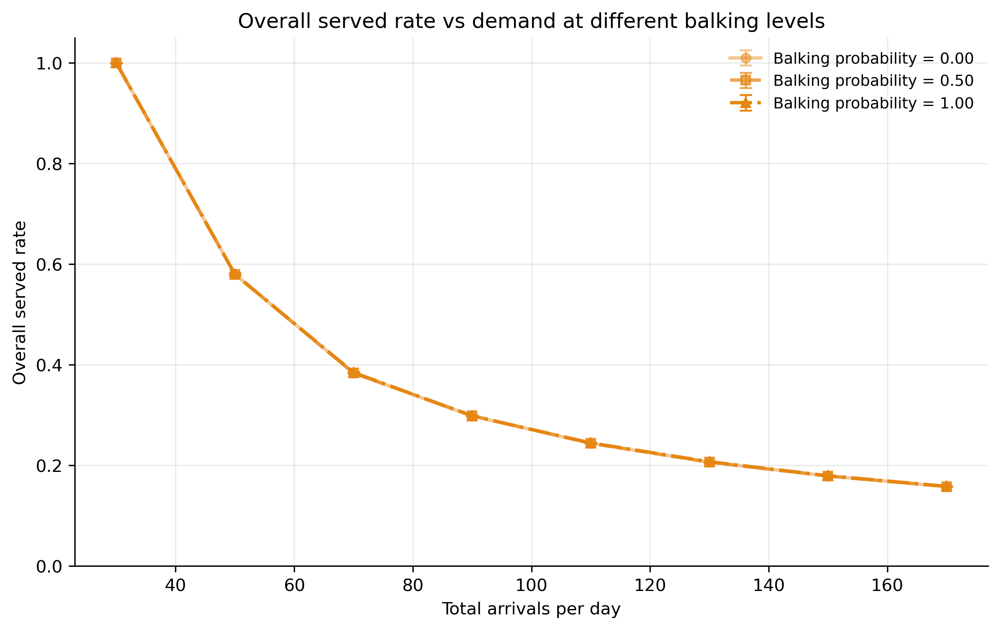 Overall served rate vs demand at different balking levels
Balking probability = 0.00
Balking probability = 0.50
Balking probability = 1.00
Overall served rate
1.0
0.8
0.6
0.4
0.2
0.0
40 60 80 100 120 140 160
Total arrivals per day